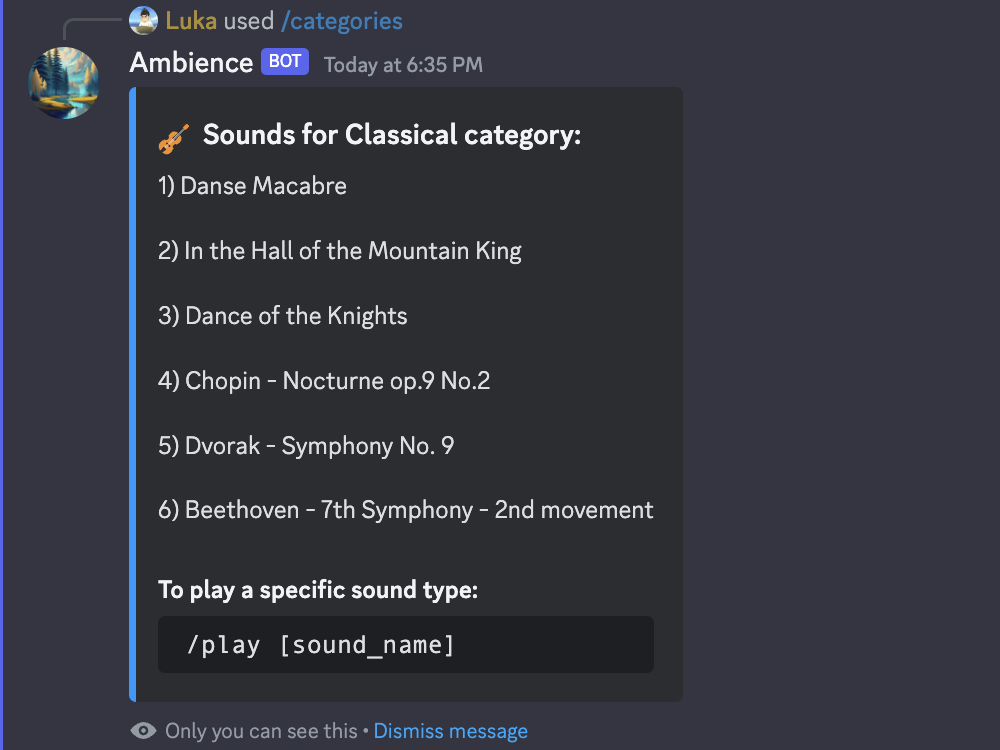 Luka used /categories
Ambience BOT Today at 6:35 PM
Sounds for Classical category:
1) Danse Macabre
2) In the Hall of the Mountain King
3) Dance of the Knights
4) Chopin - Nocturne op.9 No.2
5) Dvorak - Symphony No. 9
6) Beethoven - 7th Symphony - 2nd movement
To play a specific sound type:
/play [sound_name]
Only you can see this • Dismiss message